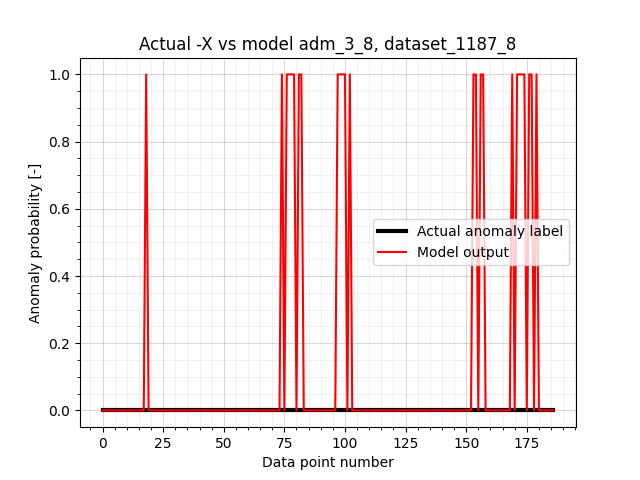 Actual -X vs model adm_3_8, dataset_1187_8
1.0
0.8
0.6
0.4
0.2
0.0
Anomaly probability [-]
Actual anomaly label
Model output
0 25 50 75 100 125 150 175
Data point number